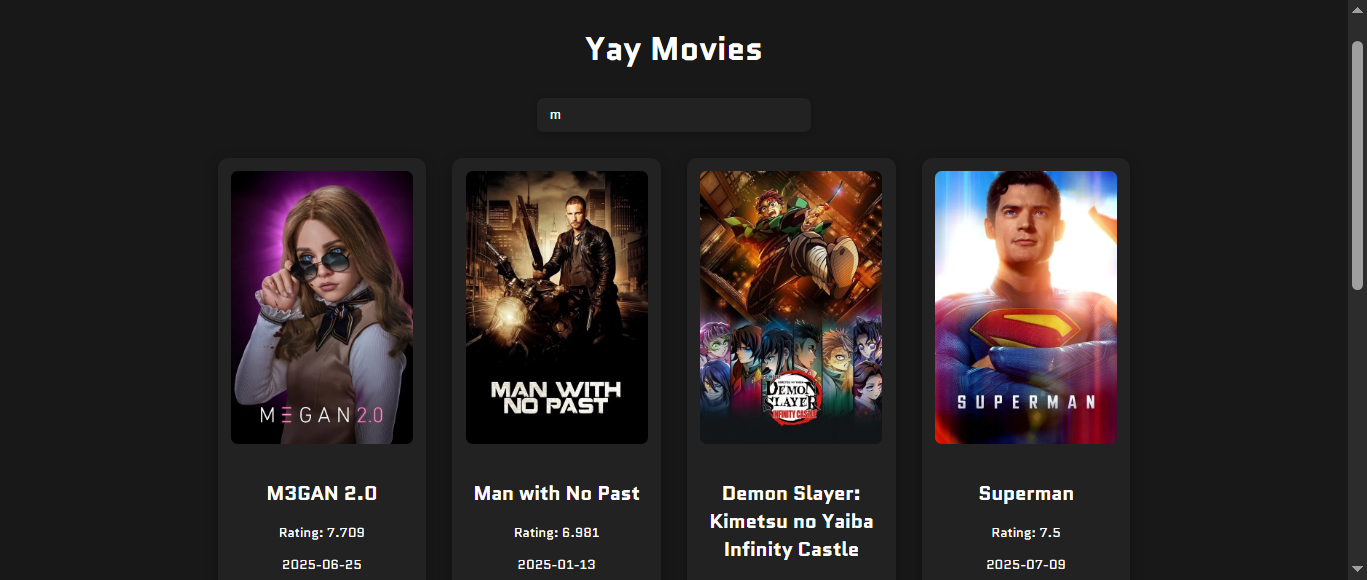 Yay Movies
m
MEGAN 2.0
MAN WITH
NO PAST
DEMON
SLAYER
INFINITY CASTLE
SUPERMAN
M3GAN 2.0
Rating: 7.709
2025-06-25
Man with No Past
Rating: 6.981
2025-01-13
Demon Slayer:
Kimetsu no Yaiba
Infinity Castle
Superman
Rating: 7.5
2025-07-09